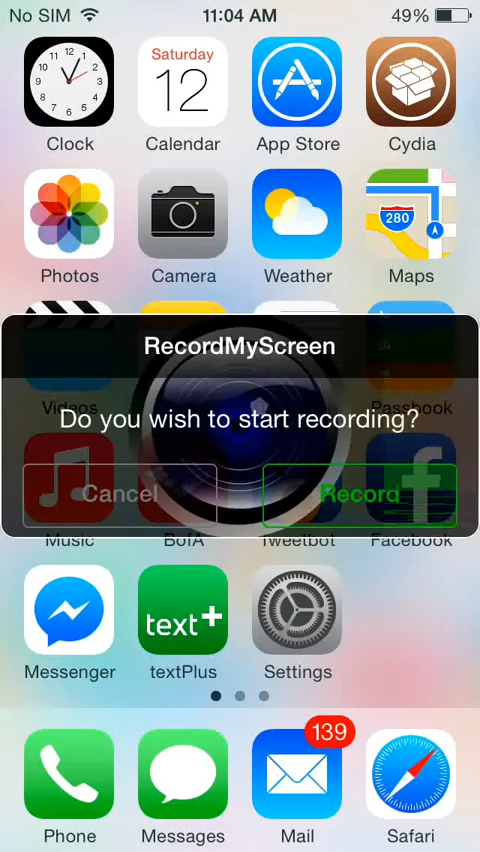 No SIM 11:04 AM 49%
Saturday
12
Clock Calendar App Store Cydia
280
Photos Camera Weather Maps
RecordMyScreen
Videos Passbook
Do you wish to start recording?
Cancel Record
Music BofA Tweetbot Facebook
text+
Messenger textPlus Settings
139
Phone Messages Mail Safari